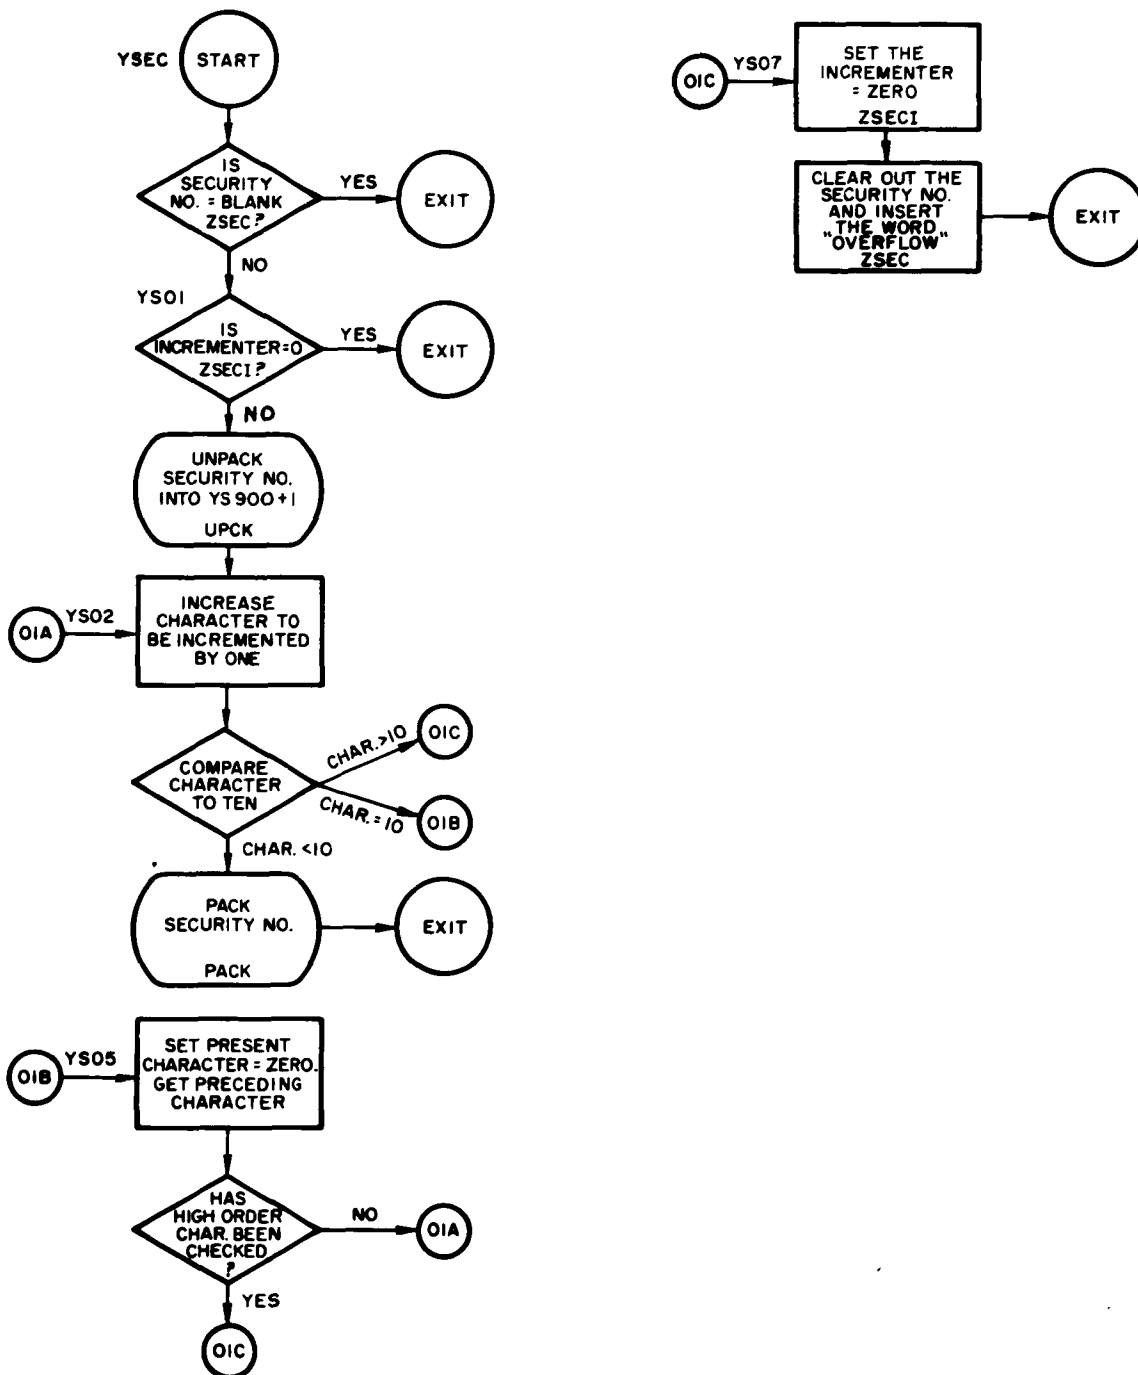 YSEC
START
IS
SECURITY
NO. = BLANK
ZSEC?
YES
EXIT
NO
YS01
IS
INCREMENTER=0
ZSECI?
YES
EXIT
NO
UNPACK
SECURITY NO.
INTO YS900+1
UPCK
01A
YS02
INCREASE
CHARACTER TO
BE INCREMENTED
BY ONE
COMPARE
CHARACTER
TO TEN
CHAR.>10
01C
CHAR.=10
01B
CHAR.<10
PACK
SECURITY NO.
PACK
EXIT
01B
YS05
SET PRESENT
CHARACTER = ZERO.
GET PRECEDING
CHARACTER
HAS
HIGH ORDER
CHAR. BEEN
CHECKED
?
NO
01A
YES
01C
01C
YS07
SET THE
INCREMENTER
= ZERO
ZSECI
CLEAR OUT THE
SECURITY NO.
AND INSERT
THE WORD
"OVERFLOW"
ZSEC
EXIT